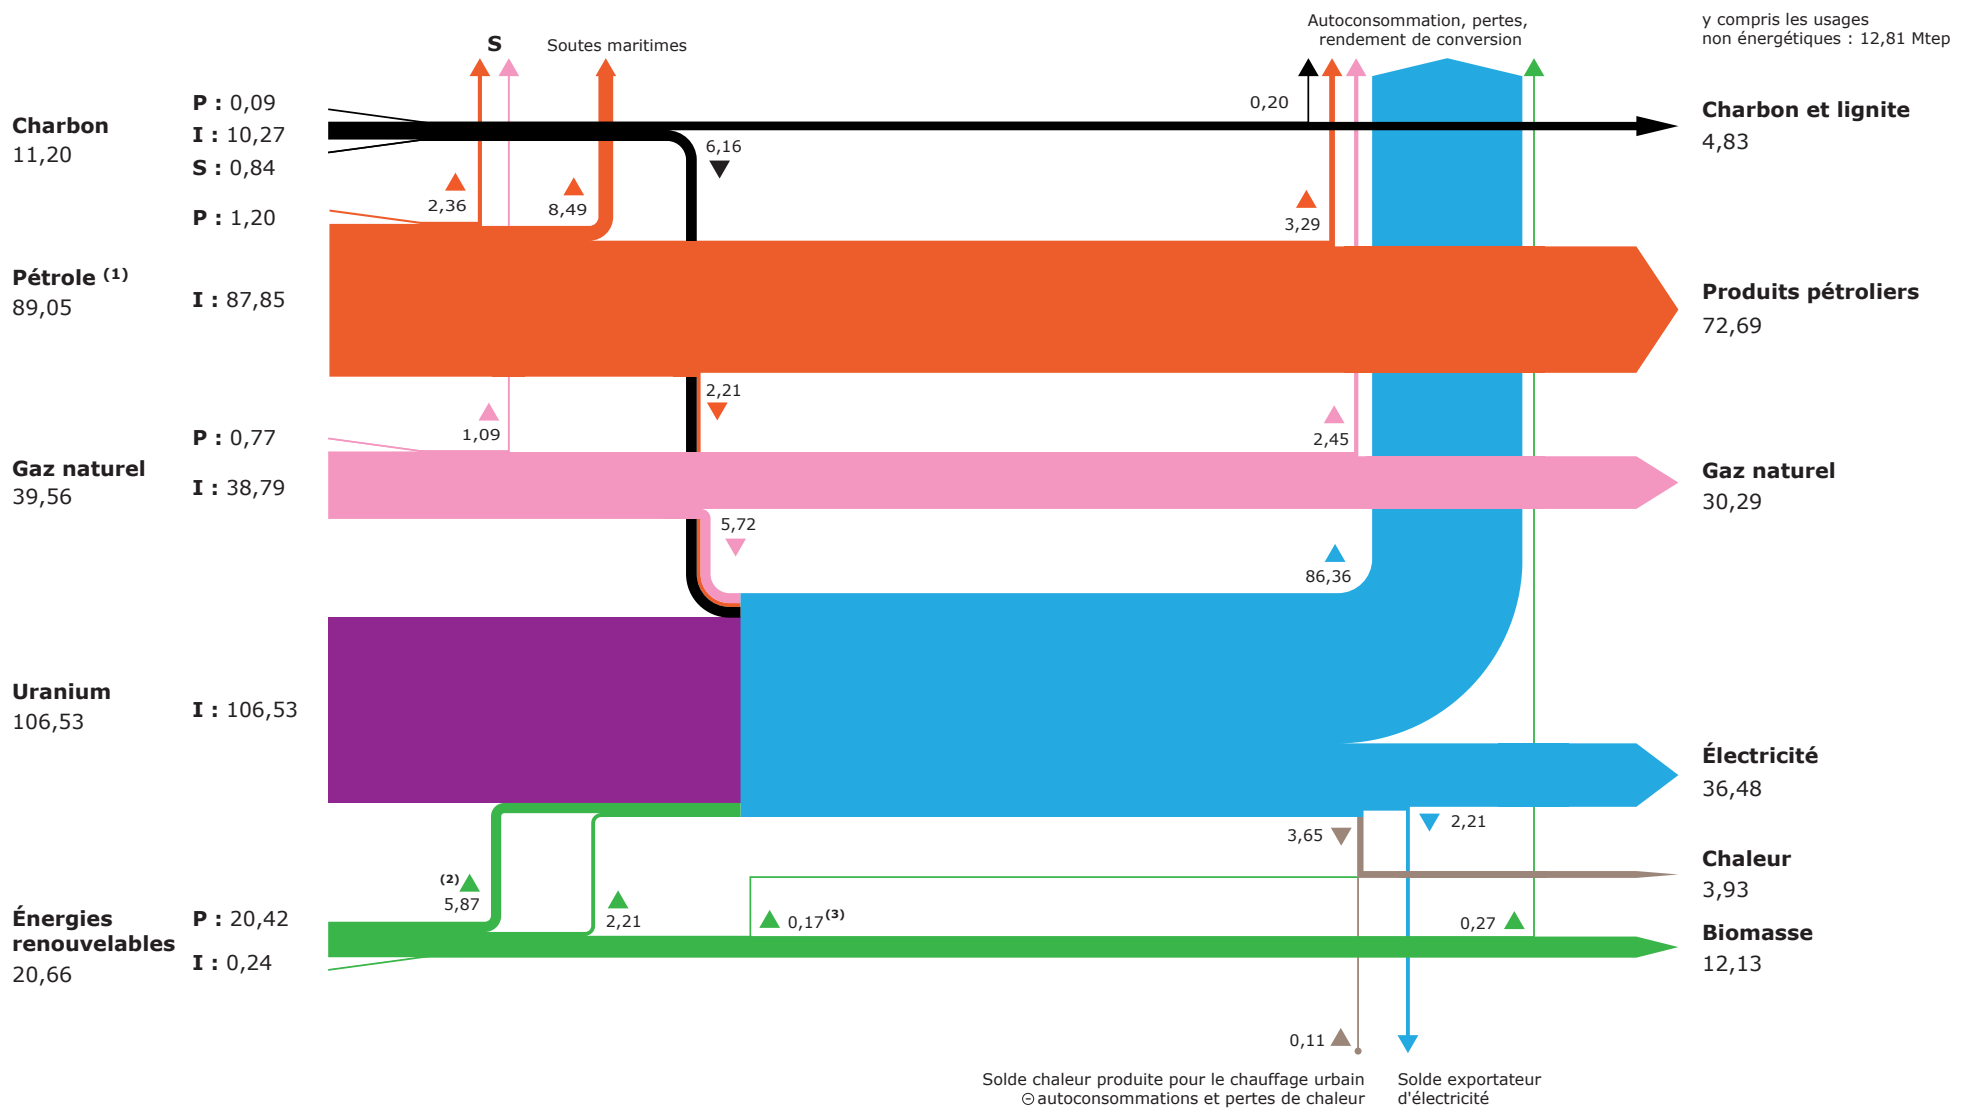 Autoconsommation, pertes,
rendement de conversion
y compris les usages
non énergétiques : 12,81 Mtep
S
Soutes maritimes
Charbon
11,20
P : 0,09
I : 10,27
S : 0,84
6,16
0,20
Charbon et lignite
4,83
Pétrole (1)
89,05
P : 1,20
I : 87,85
2,36
8,49
3,29
2,21
Produits pétroliers
72,69
Gaz naturel
39,56
P : 0,77
I : 38,79
1,09
2,45
5,72
Gaz naturel
30,29
86,36
Uranium
106,53
I : 106,53
Électricité
36,48
3,65
2,21
Chaleur
3,93
Énergies
renouvelables
20,66
P : 20,42
I : 0,24
(2)
5,87
2,21
0,17(3)
0,27
Biomasse
12,13
0,11
Solde chaleur produite pour le chauffage urbain
⊖ autoconsommations et pertes de chaleur
Solde exportateur
d'électricité